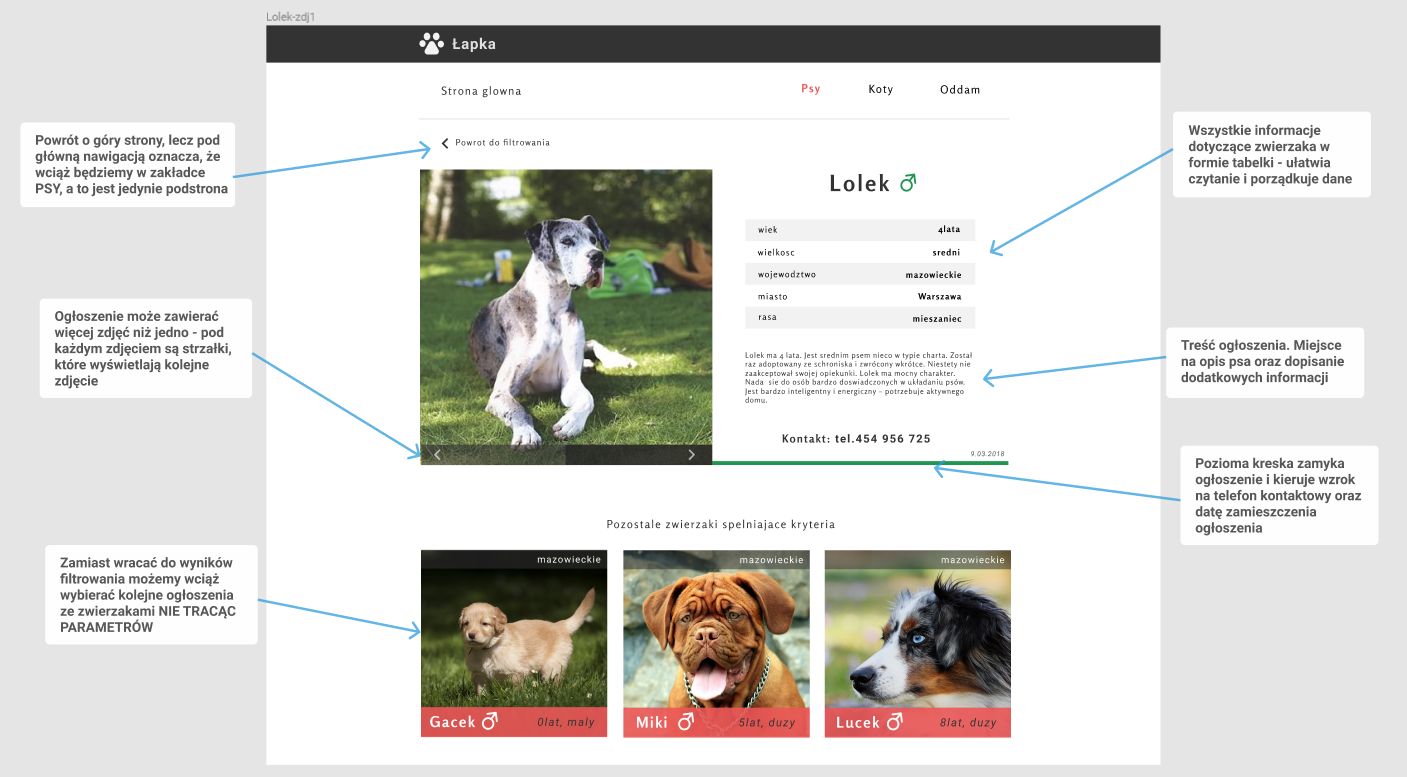 Lolek-zdj1
Łapka
Strona glowna
Psy
Koty
Oddam
Powrót o góry strony, lecz pod
główną nawigacją oznacza, że
wciąż będziemy w zakładce
PSY, a to jest jedynie podstrona
Powrot do filtrowania
Wszystkie informacje
dotyczące zwierzaka w
formie tabelki - ułatwia
czytanie i porządkuje dane
Lolek
wiek 4lata
wielkosc sredni
wojewodztwo mazowieckie
miasto Warszawa
rasa mieszaniec
Ogłoszenie może zawierać
więcej zdjęć niż jedno - pod
każdym zdjęciem są strzałki,
które wyświetlają kolejne
zdjęcie
Lolek ma 4 lata. Jest srednim psem nieco w typie charta. Został
raz adoptowany ze schroniska i zwrócony wkrótce. Niestety nie
zaakceptował swojej opiekunki. Lolek ma mocny charakter.
Nada sie do osób bardzo doswiadczonych w układaniu psów.
Jest bardzo inteligentny i energiczny – potrzebuje aktywnego
domu.
Treść ogłoszenia. Miejsce
na opis psa oraz dopisanie
dodatkowych informacji
Kontakt: tel.454 956 725
9.03.2018
Pozioma kreska zamyka
ogłoszenie i kieruje wzrok
na telefon kontaktowy oraz
datę zamieszczenia
ogłoszenia
Pozostale zwierzaki spelniajace kryteria
Zamiast wracać do wyników
filtrowania możemy wciąż
wybierać kolejne ogłoszenia
ze zwierzakami NIE TRACĄC
PARAMETRÓW
mazowieckie
Gacek 0lat, maly
mazowieckie
Miki 5lat, duzy
mazowieckie
Lucek 8lat, duzy